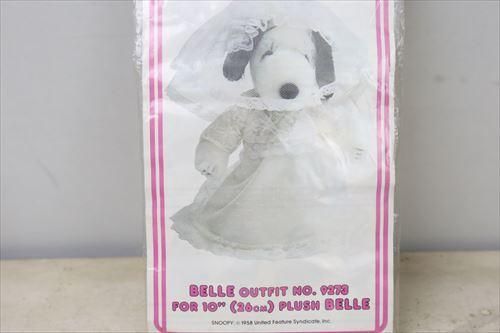 BELLE OUTFIT NO. 9273
FOR 10" (26CM) PLUSH BELLE
SNOOPY: © 1958 United Feature Syndicate, Inc.